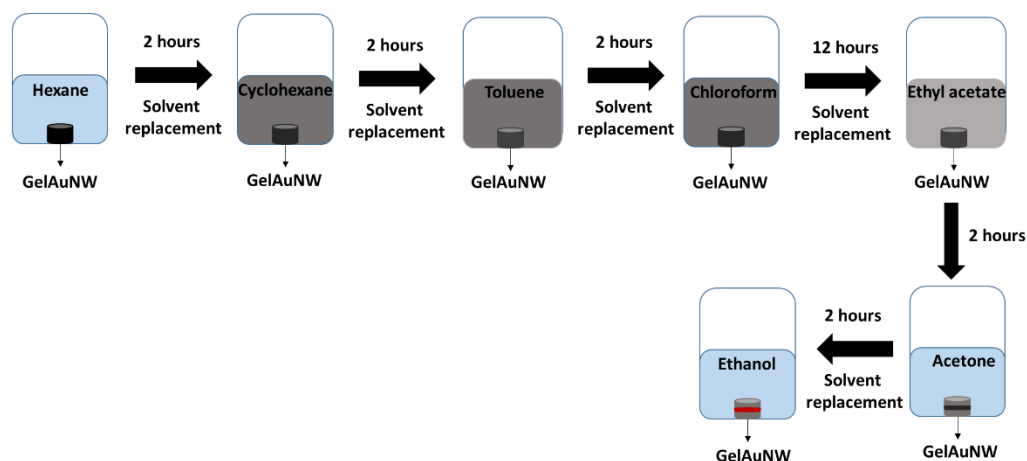 2 hours
2 hours
2 hours
12 hours
Hexane
Cyclohexane
Toluene
Chloroform
Ethyl acetate
Solvent
replacement
Solvent
replacement
Solvent
replacement
Solvent
replacement
GelAuNW
GelAuNW
GelAuNW
GelAuNW
GelAuNW
2 hours
2 hours
Ethanol
Acetone
Solvent
replacement
GelAuNW
GelAuNW